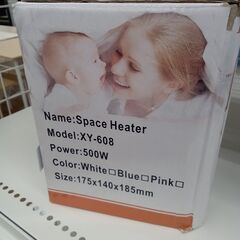 Name:Space Heater
Model:XY-608
Power:500W
Color:White□Blue□Pink□
Size:175x140x185mm